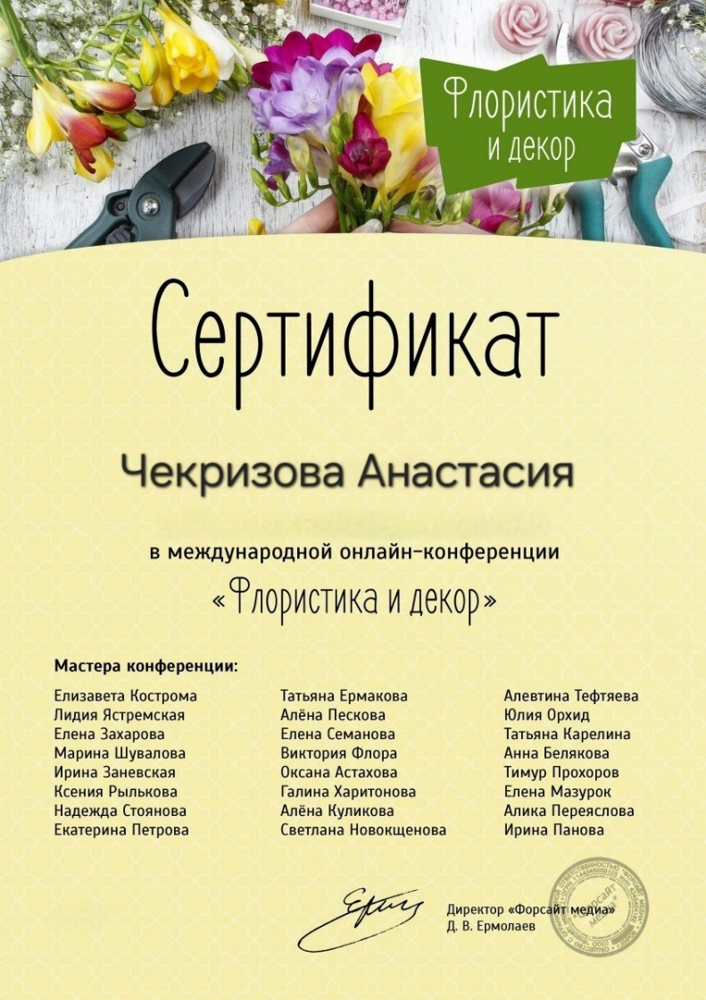 Флористика
и декор
Сертификат
Чекризова Анастасия
в международной онлайн-конференции
«Флористика и декор»
Мастера конференции:
Елизавета Кострома
Лидия Ястремская
Елена Захарова
Марина Шувалова
Ирина Заневская
Ксения Рылькова
Надежда Стоянова
Екатерина Петрова
Татьяна Ермакова
Алёна Пескова
Елена Семанова
Виктория Флора
Оксана Астахова
Галина Харитонова
Алёна Куликова
Светлана Новокщенова
Алевтина Тефтяева
Юлия Орхид
Татьяна Карелина
Анна Белякова
Тимур Прохоров
Елена Мазурок
Алика Переяслова
Ирина Панова
Директор «Форсайт медиа»
Д. В. Ермолаев
"Форсайт
медиа"